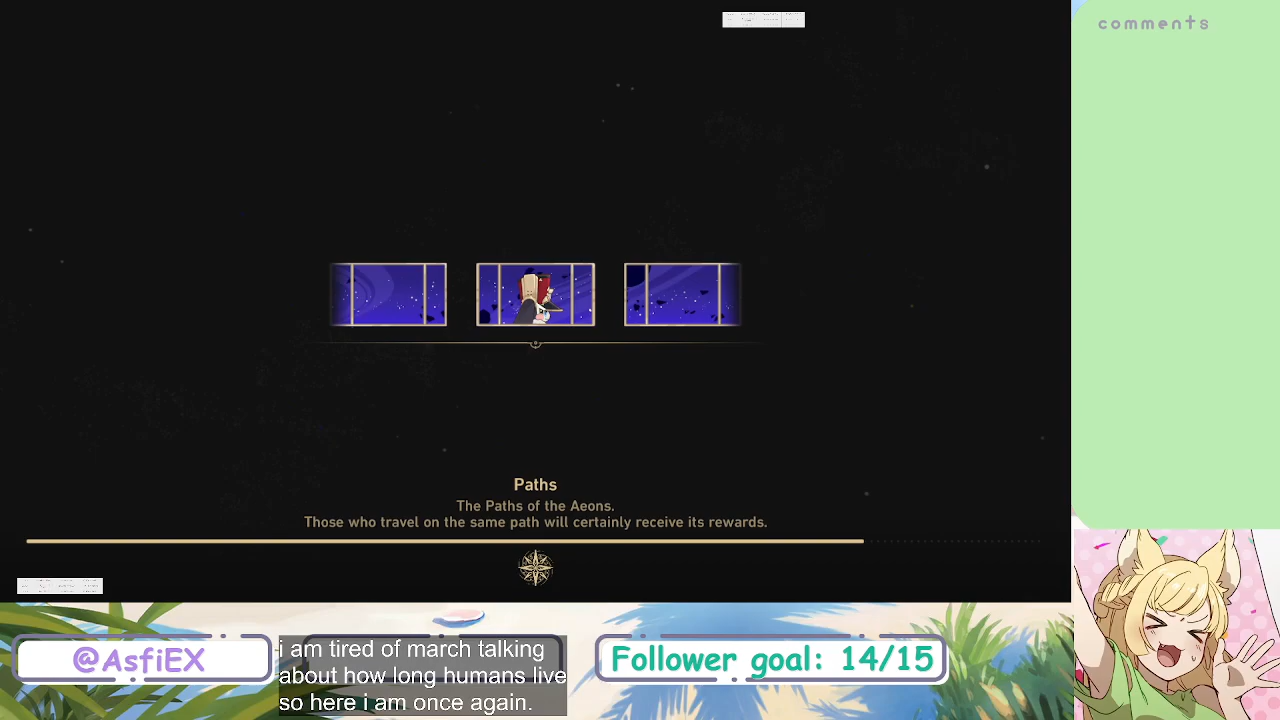 comments
Paths
The Paths of the Aeons.
Those who travel on the same path will certainly receive its rewards.
@AsfiEX
i am tired of march talking
about how long humans live
so here i am once again.
Follower goal: 14/15